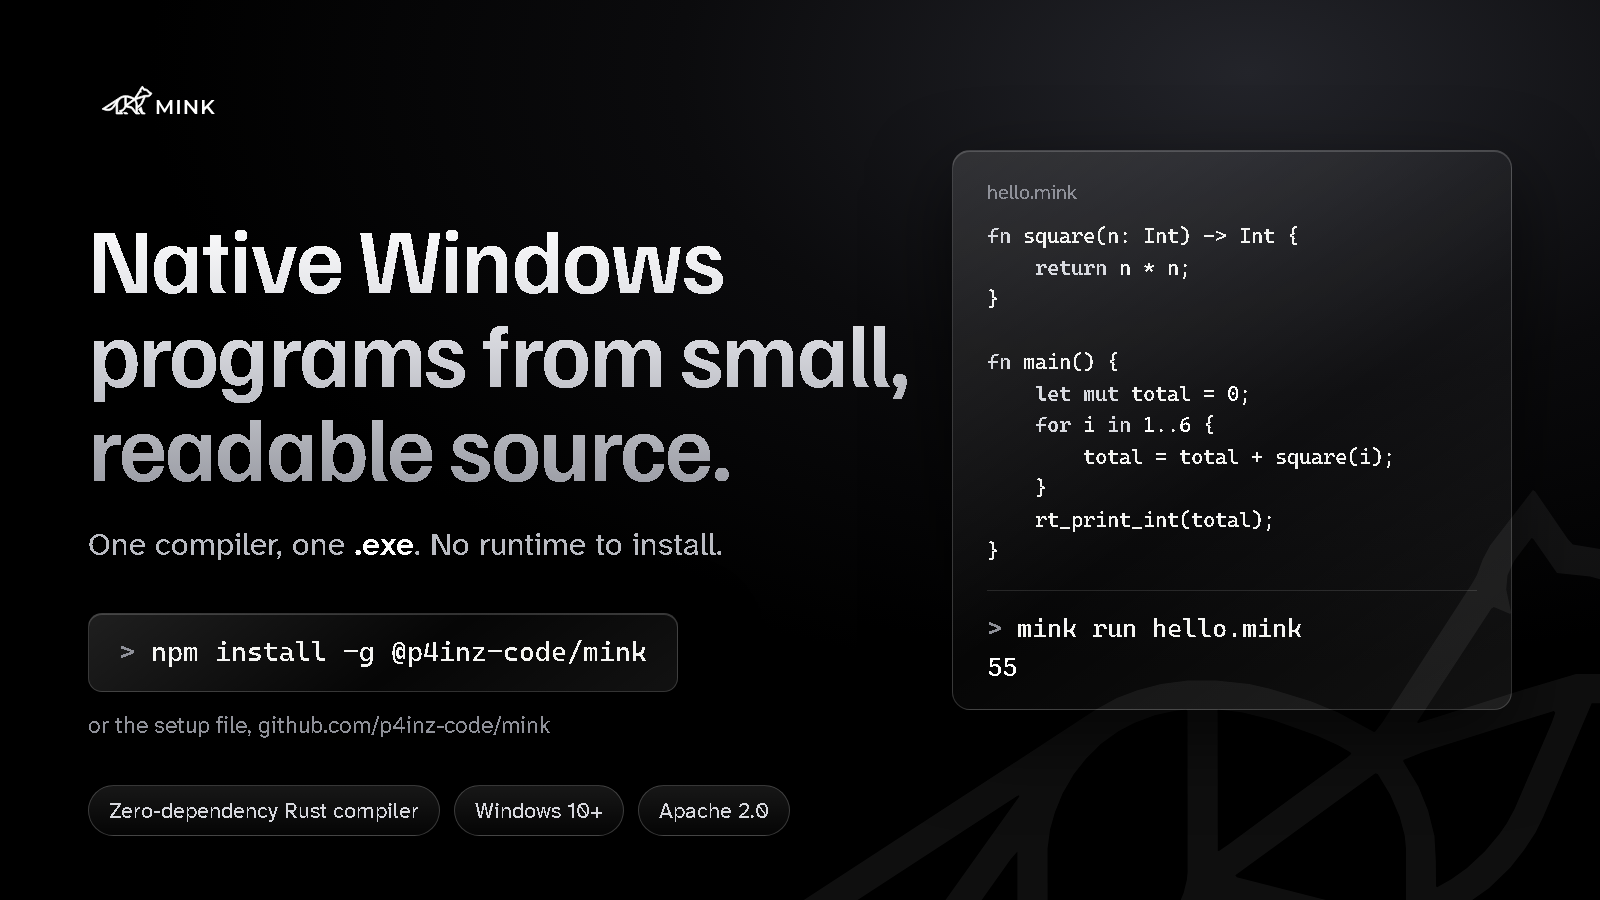 MINK
Native Windows
programs from small,
readable source.
One compiler, one .exe. No runtime to install.
> npm install -g @p4inz-code/mink
or the setup file, github.com/p4inz-code/mink
Zero-dependency Rust compiler
Windows 10+
Apache 2.0
hello.mink
fn square(n: Int) -> Int {
    return n * n;
}
fn main() {
    let mut total = 0;
    for i in 1..6 {
        total = total + square(i);
    }
    rt_print_int(total);
}
> mink run hello.mink
55